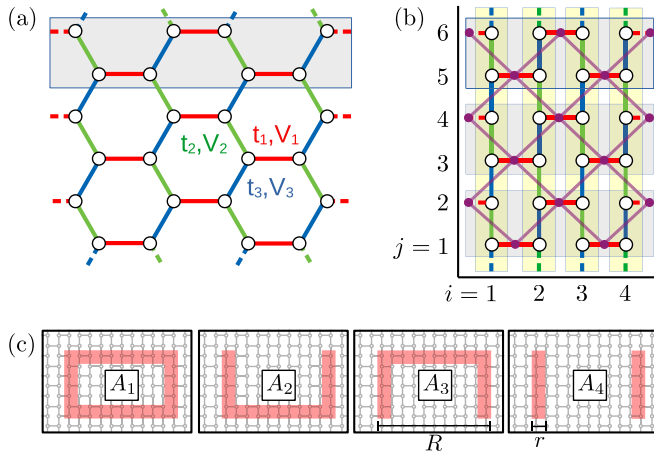 (a)
t₁,V₁
t₂,V₂
t₃,V₃
(b)
6
5
4
3
2
j = 1
i = 1 2 3 4
(c)
A₁ A₂ A₃ A₄
R r